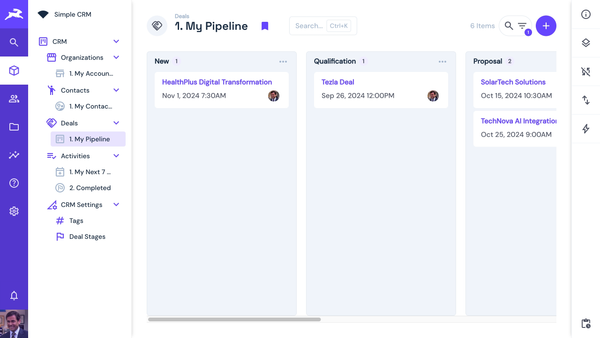 Simple CRM
CRM
Organizations
1. My Accoun...
Contacts
1. My Contac...
Deals
1. My Pipeline
Activities
1. My Next 7 ...
2. Completed
CRM Settings
Tags
Deal Stages
Deals
1. My Pipeline
Search...
Ctrl+K
6 Items
1
New 1
HealthPlus Digital Transformation
Nov 1, 2024 7:30AM
Qualification 1
Tezla Deal
Sep 26, 2024 12:00PM
Proposal 2
SolarTech Solutions
Oct 15, 2024 10:30AM
TechNova AI Integration
Oct 25, 2024 9:00AM